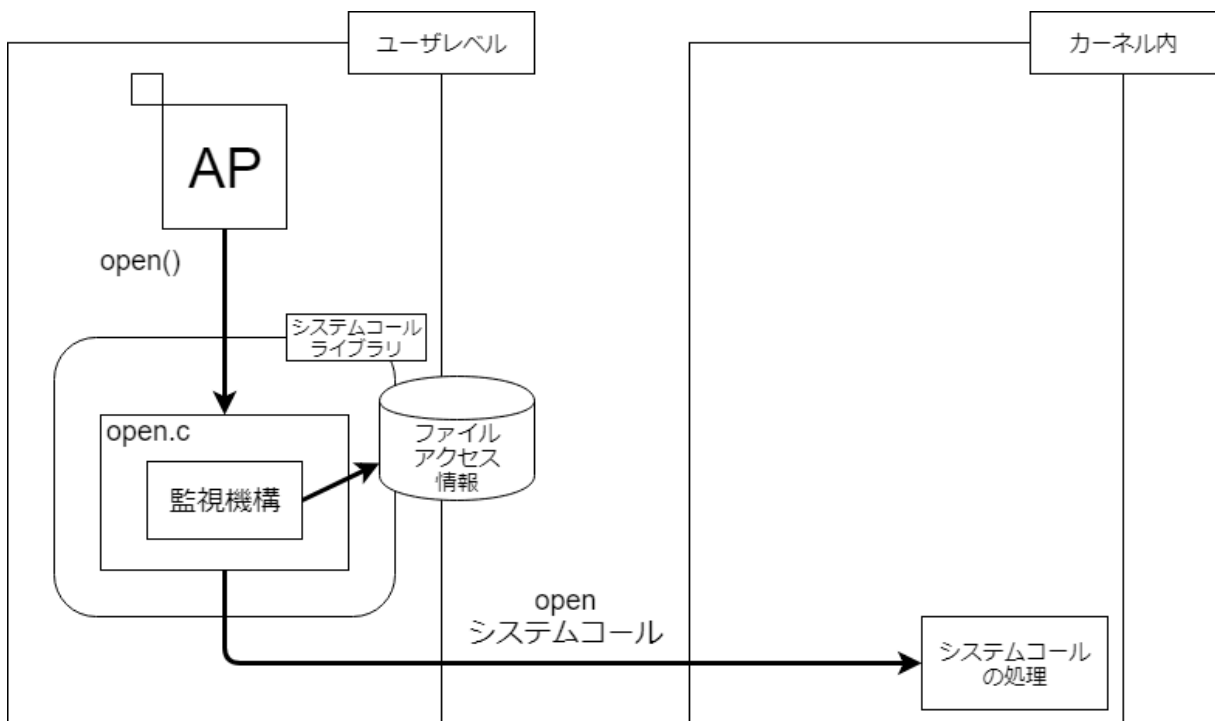 ユーザレベル
カーネル内
AP
open()
システムコール
ライブラリ
open.c
監視機構
ファイル
アクセス
情報
open
システムコール
システムコール
の処理